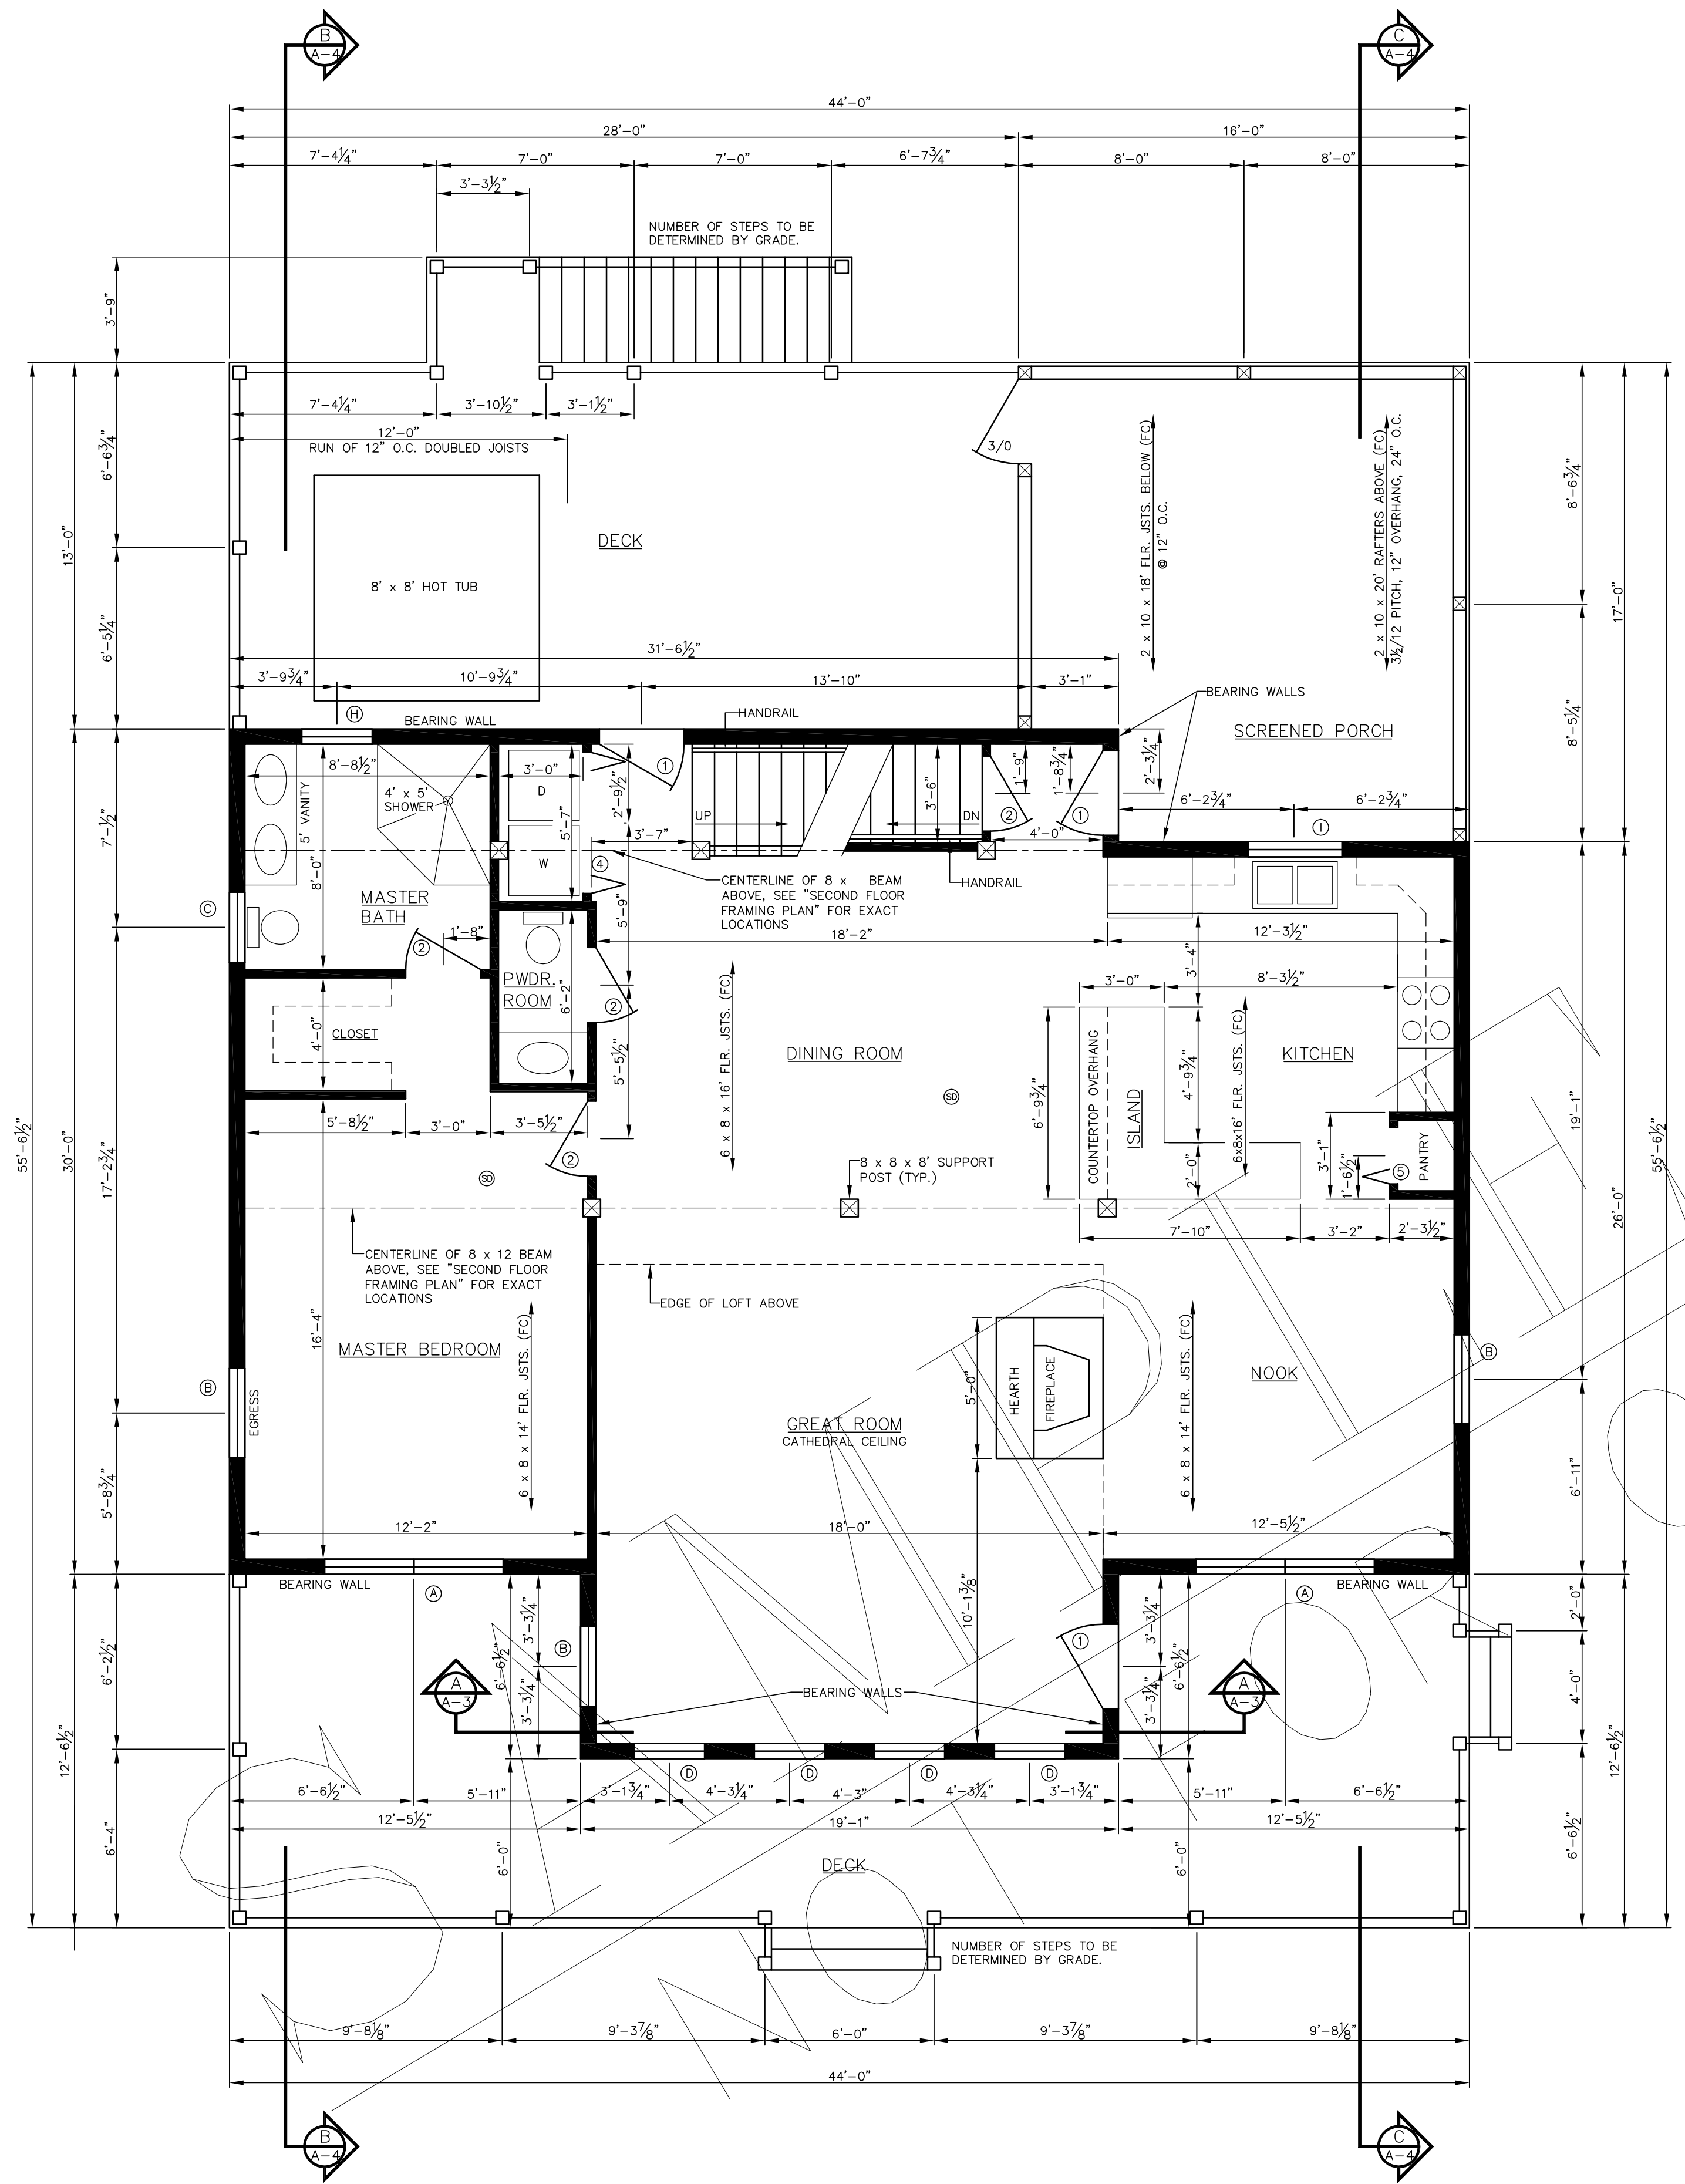 B
A-4
C
A-4
44'-0"
28'-0"
16'-0"
7'-4¼"
7'-0"
7'-0"
6'-7¾"
8'-0"
8'-0"
3'-3½"
NUMBER OF STEPS TO BE
DETERMINED BY GRADE.
3'-9"
7'-4¼"
3'-10½"
3'-1½"
12'-0"
RUN OF 12" O.C. DOUBLED JOISTS
3/0
6'-6¾"
13'-0"
6'-5¼"
DECK
8' x 8' HOT TUB
2 x 10 x 18' FLR. JSTS. BELOW (FC)
@ 12" O.C.
2 x 10 x 20' RAFTERS ABOVE (FC)
3½/12 PITCH, 12" OVERHANG, 24" O.C.
8'-6¾"
17'-0"
8'-5¼"
31'-6½"
3'-9¾"
10'-9¾"
13'-10"
3'-1"
BEARING WALLS
H
BEARING WALL
HANDRAIL
SCREENED PORCH
8'-8½"
3'-0"
D
1
2'-9½"
1'-9"
1'-8¾"
2'-3¼"
4' x 5'
SHOWER
5' VANITY
5'-7"
UP
3'-6"
DN
2
1
4'-0"
6'-2¾"
6'-2¾"
I
3'-7"
7'-½"
8'-0"
W
4
CENTERLINE OF 8 x BEAM
ABOVE, SEE "SECOND FLOOR
FRAMING PLAN" FOR EXACT
LOCATIONS
HANDRAIL
C
MASTER
BATH
1'-8"
2
5'-9"
18'-2"
12'-3½"
3'-4"
PWDR.
ROOM
6'-2"
2
6 x 8 x 16' FLR. JSTS. (FC)
3'-0"
8'-3½"
4'-0"
CLOSET
5'-5½"
DINING ROOM
6'-9¾"
COUNTERTOP OVERHANG
ISLAND
4'-9¾"
6x8x16' FLR. JSTS. (FC)
KITCHEN
SD
5'-8½"
3'-0"
3'-5½"
55'-6½"
30'-0"
17'-2¾"
SD
2
8 x 8 x 8' SUPPORT
POST (TYP.)
2'-0"
3'-1"
1'-6½"
5
PANTRY
19'-1"
26'-0"
55'-6½"
7'-10"
3'-2"
2'-3½"
CENTERLINE OF 8 x 12 BEAM
ABOVE, SEE "SECOND FLOOR
FRAMING PLAN" FOR EXACT
LOCATIONS
EDGE OF LOFT ABOVE
16'-4"
MASTER BEDROOM
6 x 8 x 14' FLR. JSTS. (FC)
5'-0"
HEARTH
FIREPLACE
6 x 8 x 14' FLR. JSTS. (FC)
NOOK
B
B
EGRESS
GREAT ROOM
CATHEDRAL CEILING
5'-8¾"
6'-11"
12'-2"
18'-0"
12'-5½"
10'-1⅜"
BEARING WALL
A
A
BEARING WALL
6'-6½"
3'-3¼"
3'-3¼"
B
1
3'-3¼"
3'-3¼"
6'-6½"
2'-0"
4'-0"
6'-2½"
12'-6½"
A
A-3
BEARING WALLS
A
A-3
12'-6½"
6'-6½"
6'-4"
D
D
D
D
6'-6½"
5'-11"
3'-1¾"
4'-3¼"
4'-3"
4'-3¼"
3'-1¾"
5'-11"
6'-6½"
12'-5½"
19'-1"
12'-5½"
6'-0"
DECK
6'-0"
NUMBER OF STEPS TO BE
DETERMINED BY GRADE.
9'-8⅛"
9'-3⅞"
6'-0"
9'-3⅞"
9'-8⅛"
44'-0"
B
A-4
C
A-4